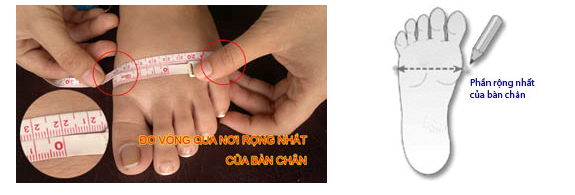 ĐO VÒNG QUA NƠI RỘNG NHẤT
CỦA BÀN CHÂN
Phần rộng nhất
của bàn chân